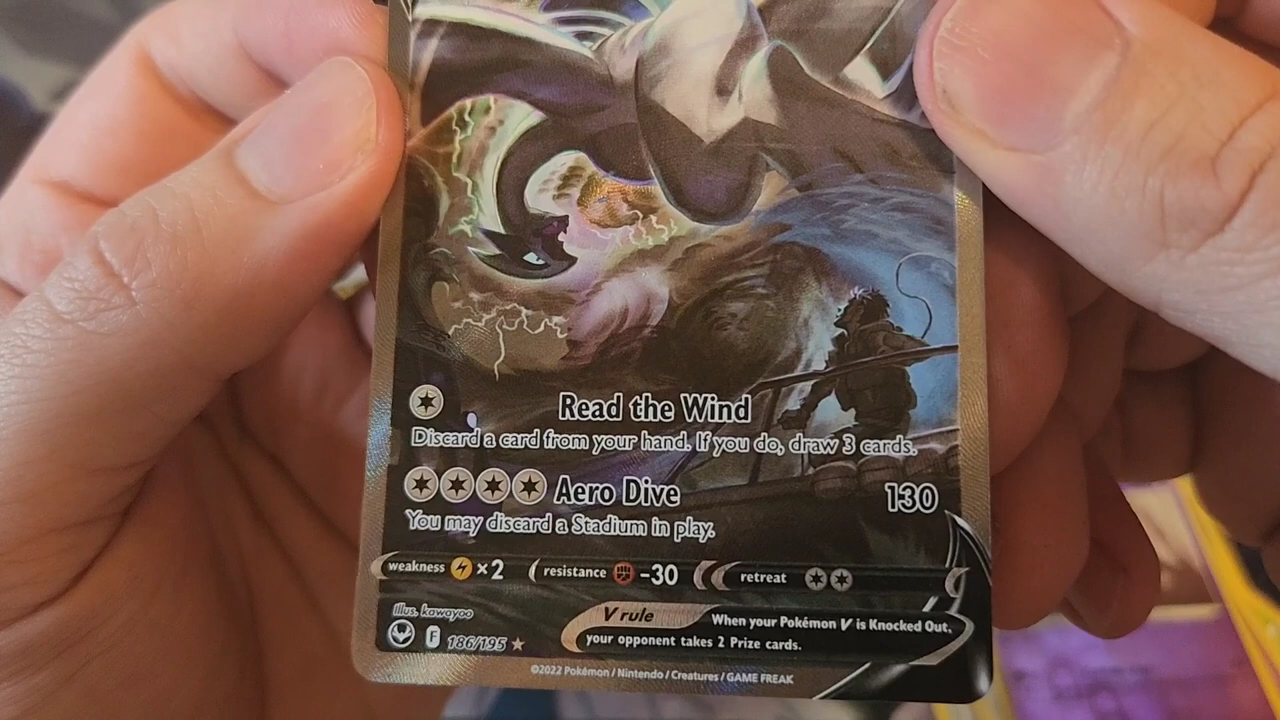 Read the Wind
Discard a card from your hand. If you do, draw 3 cards.
Aero Dive 130
You may discard a Stadium in play.
weakness ×2 resistance -30 retreat
Illus. kawayoo
V rule When your Pokémon V is Knocked Out,
your opponent takes 2 Prize cards.
F 186/195
©2022 Pokémon / Nintendo / Creatures / GAME FREAK